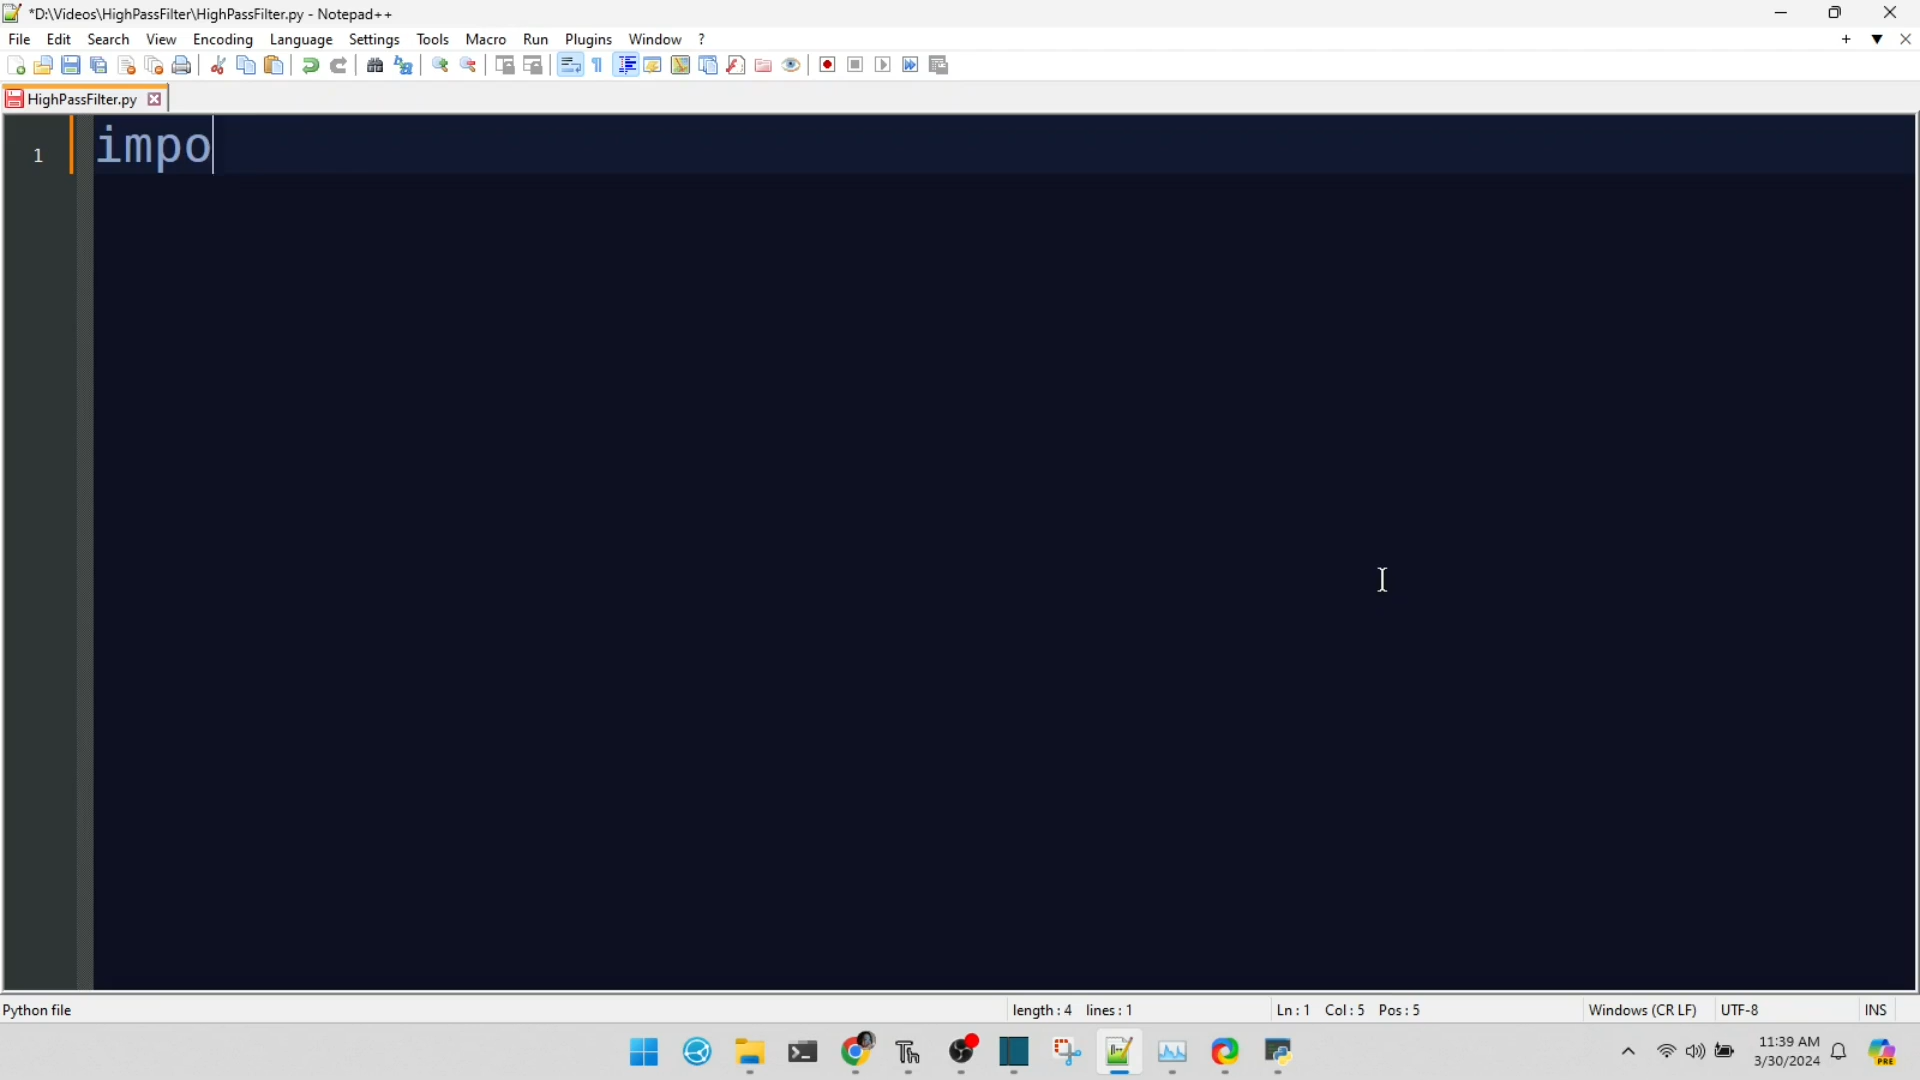 *D:\Videos\HighPassFilter\HighPassFilter.py - Notepad++
File Edit Search View Encoding Language Settings Tools Macro Run Plugins Window ?
HighPassFilter.py
1 impo
Python file length : 4 lines : 1 Ln : 1 Col : 5 Pos : 5 Windows (CR LF) UTF-8 INS
11:39 AM
3/30/2024
PRE